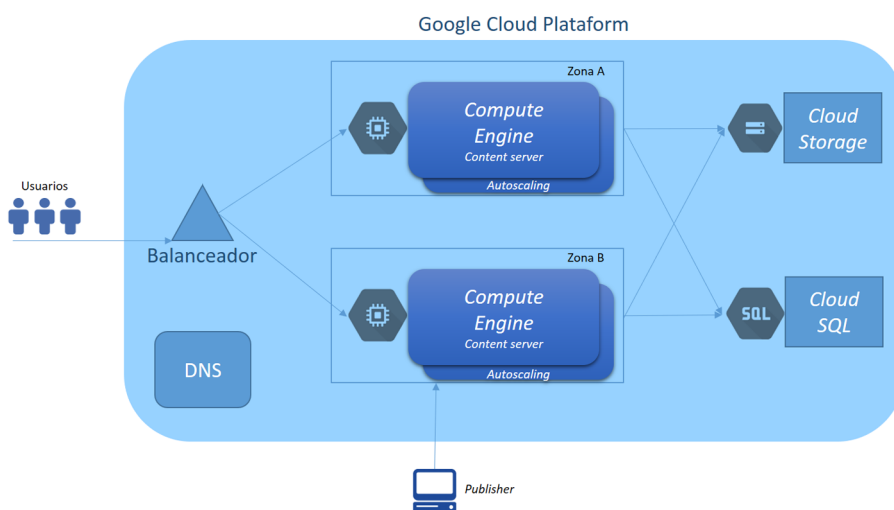 Google Cloud Plataform
Zona A
Compute
Engine
Content server
Autoscaling
Cloud
Storage
Usuarios
Balanceador
Zona B
Compute
Engine
Content server
Autoscaling
SQL
Cloud
SQL
DNS
Publisher